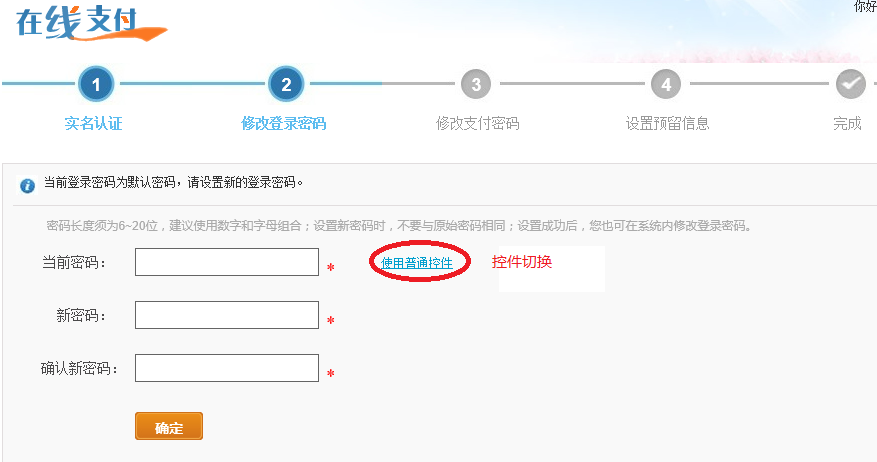 在线支付
你好
1 2 3 4
实名认证 修改登录密码 修改支付密码 设置预留信息 完成
当前登录密码为默认密码，请设置新的登录密码。
密码长度须为6~20位，建议使用数字和字母组合；设置新密码时，不要与原始密码相同；设置成功后，您也可在系统内修改登录密码。
当前密码： * 使用普通控件 控件切换
新密码： *
确认新密码： *
确定